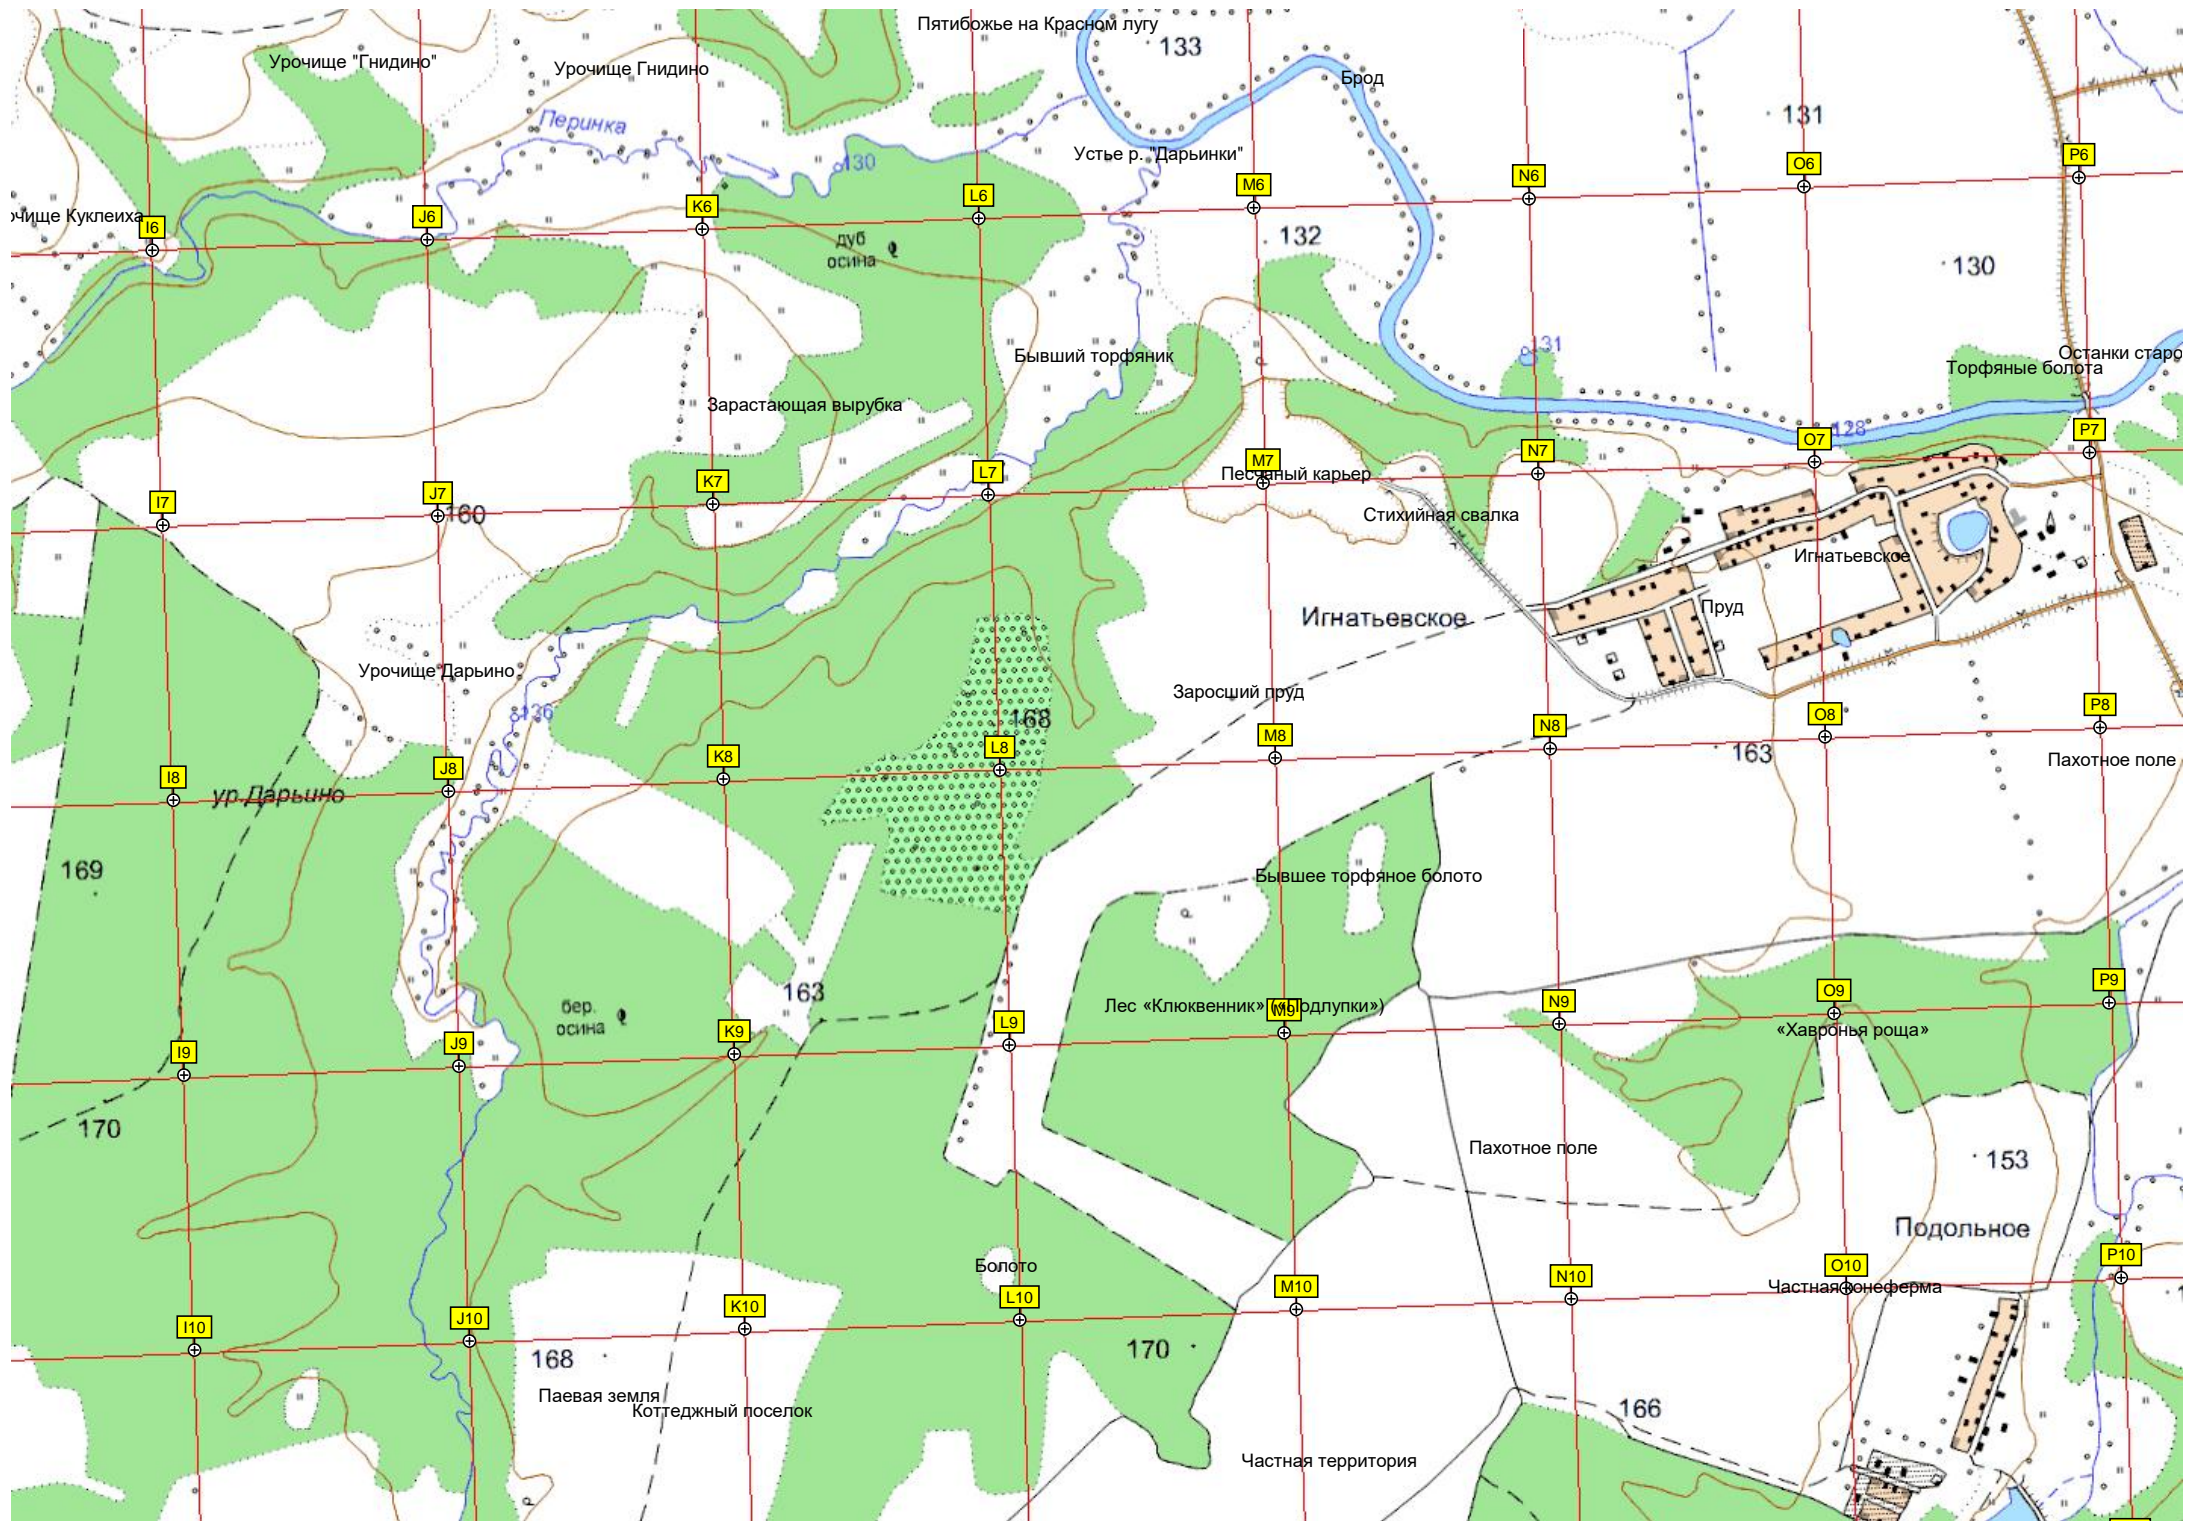 Пятибожье на Красном лугу
133
Урочище "Гнидино"
Урочище Гнидино
Брод
131
Перинка
130
Устье р. "Дарьинки"
P6
O6
N6
M6
L6
K6
J6
I6
чище Куклеиха
дуб
осина
132
130
131
Останки старо
Торфяные болота
Бывший торфяник
Зарастающая вырубка
128
P7
O7
N7
M7
L7
K7
J7
I7
Песчаный карьер
160
Стихийная свалка
Игнатьевское
Игнатьевское
Пруд
Урочище Дарьино
136
Заросший пруд
168
P8
O8
N8
M8
L8
K8
J8
I8
163
Пахотное поле
ур.Дарьино
169
Бывшее торфяное болото
163
P9
O9
N9
M9
L9
K9
J9
I9
Лес «Клюквенник» («Подлупки»)
бер.
осина
«Хавронья роща»
170
Пахотное поле
153
Подольное
Болото
P10
O10
N10
M10
L10
K10
J10
I10
Частная конеферма
170
168
Паевая земля
Коттеджный поселок
166
Частная территория